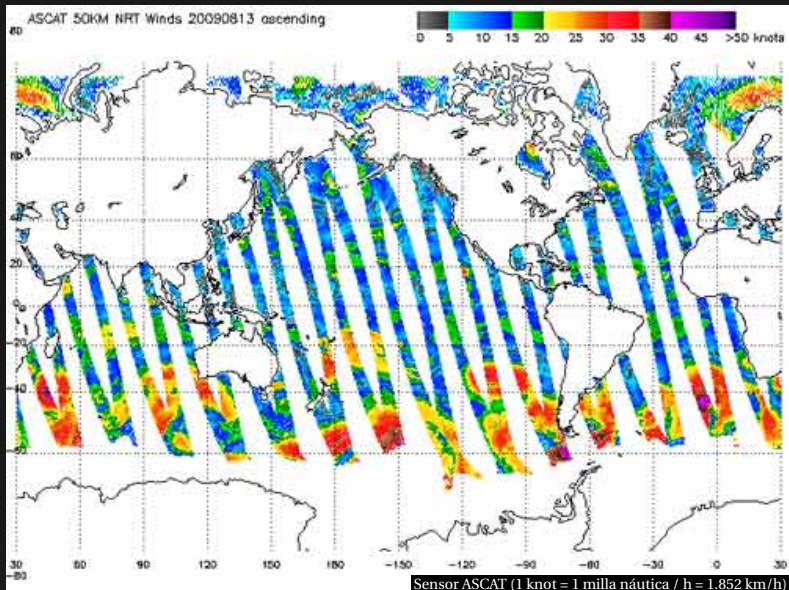 ASCAT 50KM NRT Winds 20090813 ascending
0 5 10 15 20 25 30 35 40 45 >50 knots
80
60
40
20
0
-20
-40
-60
-80
30 60 90 120 150 180 -150 -120 -90 -60 -30 0 30
Sensor ASCAT (1 knot = 1 milla náutica / h = 1.852 km/h)